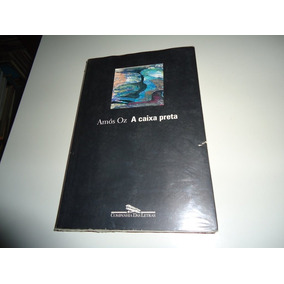 Amós Oz A caixa preta
COMPANHIA DAS LETRAS